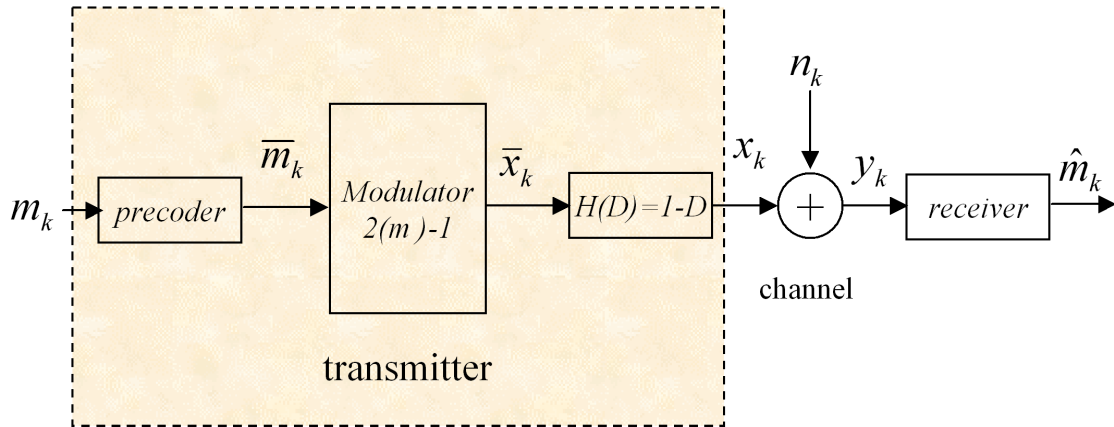 n_k
m̅_k
x̅_k
x_k
y_k
m̂_k
m_k
precoder
Modulator
2(m )-1
H(D)=1-D
+
receiver
channel
transmitter